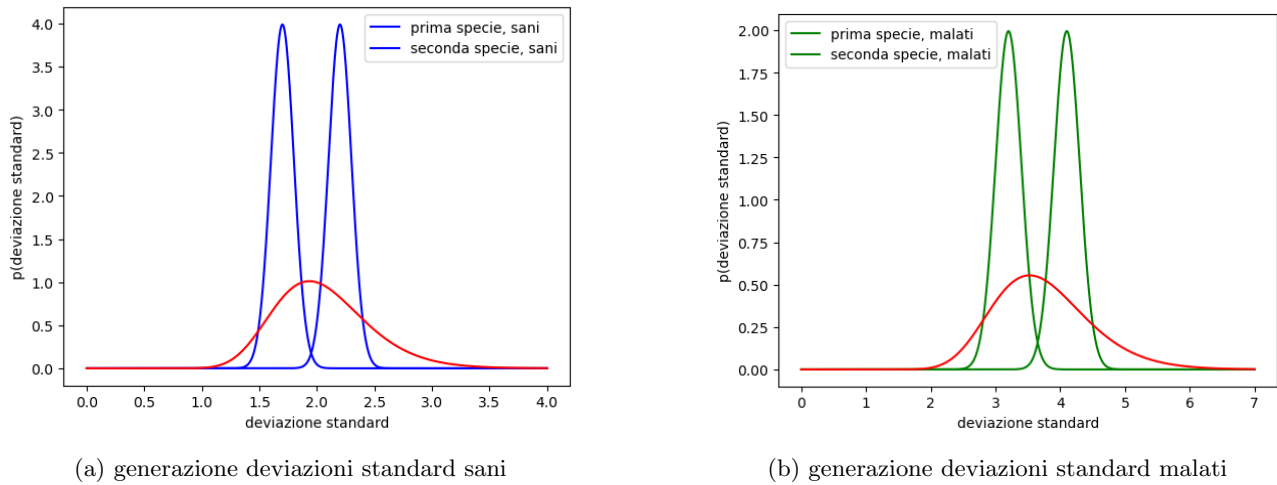 prima specie, sani
seconda specie, sani
4.0
3.5
3.0
2.5
2.0
1.5
1.0
0.5
0.0
p(deviazione standard)
0.0 0.5 1.0 1.5 2.0 2.5 3.0 3.5 4.0
deviazione standard
(a) generazione deviazioni standard sani
prima specie, malati
seconda specie, malati
2.00
1.75
1.50
1.25
1.00
0.75
0.50
0.25
0.00
p(deviazione standard)
0 1 2 3 4 5 6 7
deviazione standard
(b) generazione deviazioni standard malati